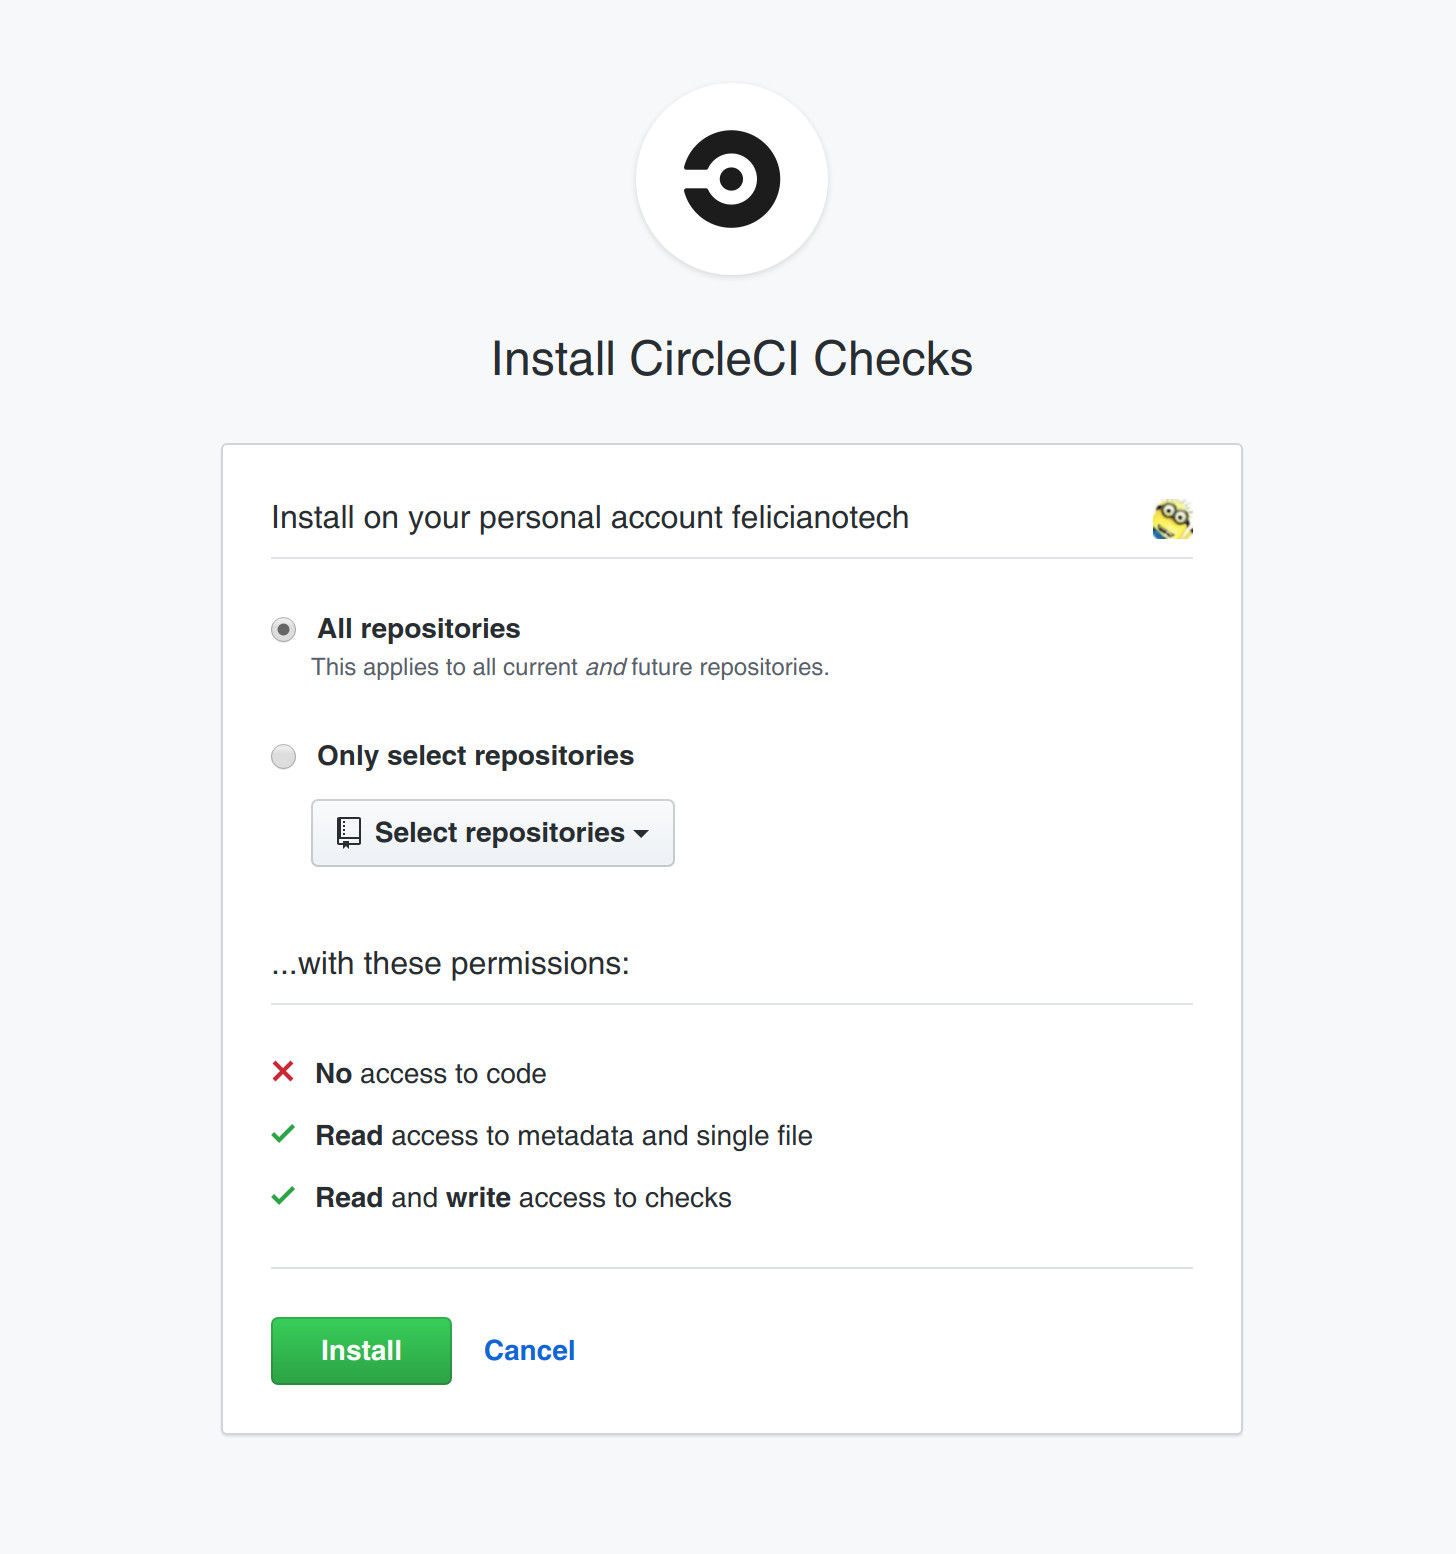 Install CircleCI Checks
Install on your personal account felicianotech
All repositories
This applies to all current and future repositories.
Only select repositories
Select repositories
...with these permissions:
No access to code
Read access to metadata and single file
Read and write access to checks
Install Cancel